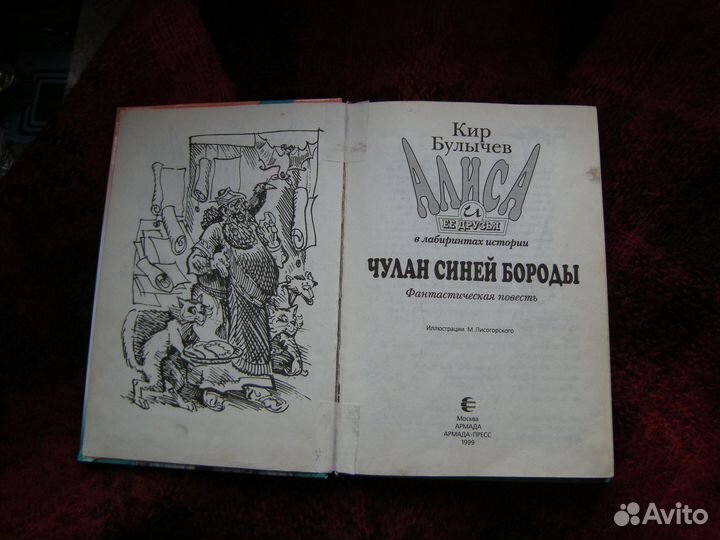 Кир
Булычев
АЛИСА
И
ЕЕ ДРУЗЬЯ
в лабиринтах истории
ЧУЛАН СИНЕЙ БОРОДЫ
Фантастическая повесть
Иллюстрации М. Лисогорского
Москва
АРМАДА
АРМАДА-ПРЕСС
1999
Avito